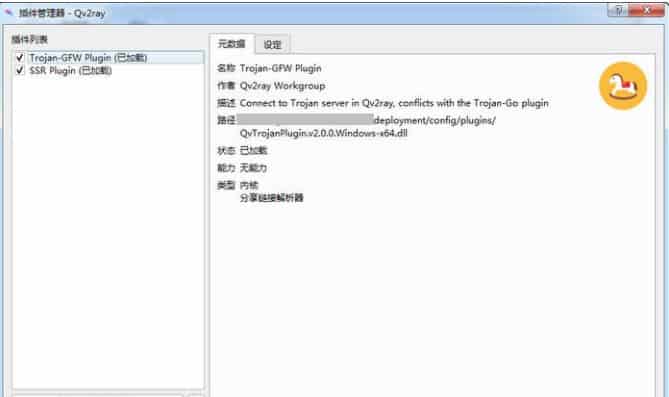 插件管理器 - Qv2ray
插件列表
Trojan-GFW Plugin (已加载)
SSR Plugin (已加载)
元数据 设定
名称 Trojan-GFW Plugin
作者 Qv2ray Workgroup
描述 Connect to Trojan server in Qv2ray, conflicts with the Trojan-Go plugin
路径 deployment/config/plugins/
QvTrojanPlugin.v2.0.0.Windows-x64.dll
状态 已加载
能力 无能力
类型 内核
分享链接解析器